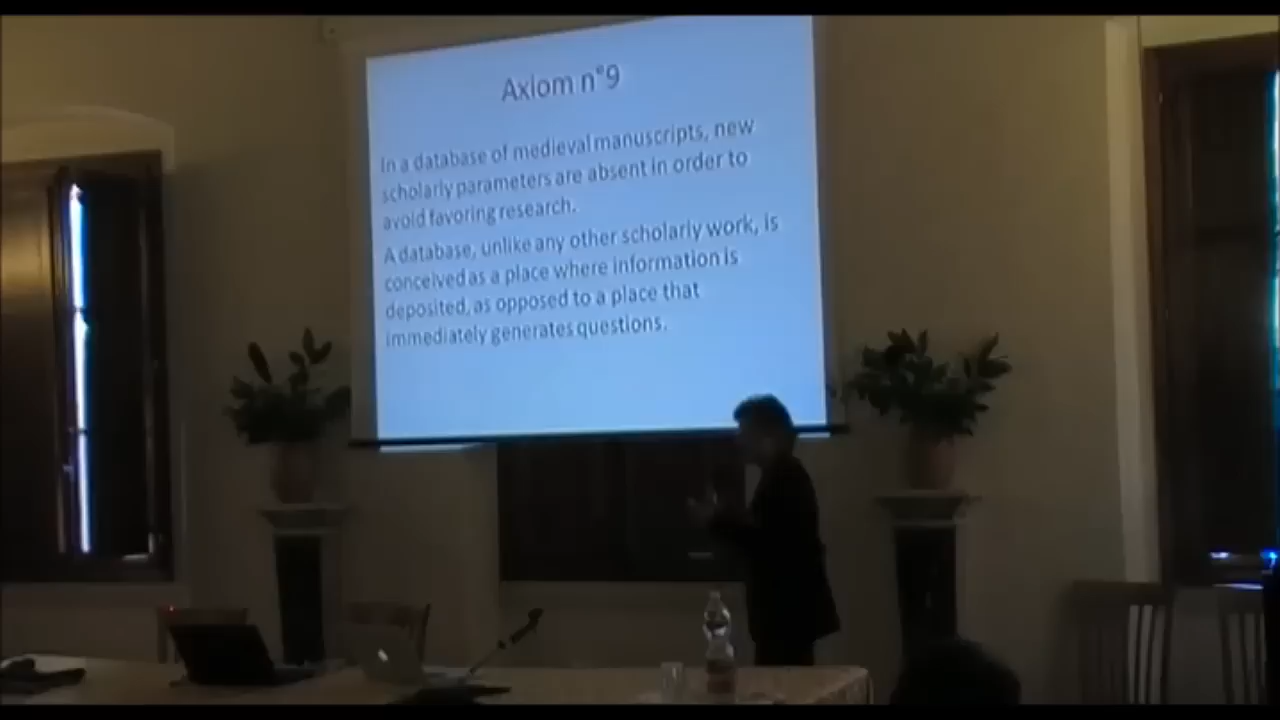 Axiom n°9
In a database of medieval manuscripts, new
scholarly parameters are absent in order to
avoid favoring research.
A database, unlike any other scholarly work, is
conceived as a place where information is
deposited, as opposed to a place that
immediately generates questions.